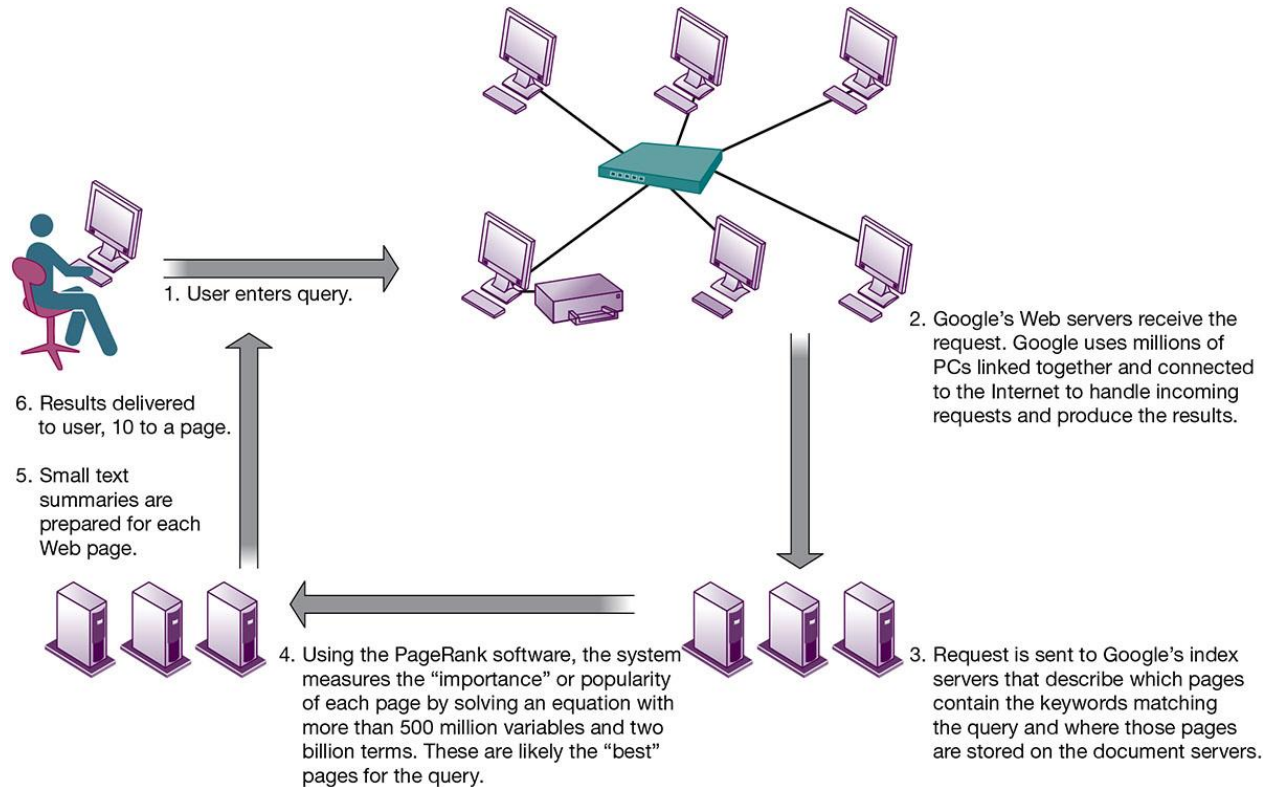 1. User enters query.
2. Google’s Web servers receive the
request. Google uses millions of
PCs linked together and connected
to the Internet to handle incoming
requests and produce the results.
3. Request is sent to Google’s index
servers that describe which pages
contain the keywords matching
the query and where those pages
are stored on the document servers.
4. Using the PageRank software, the system
measures the “importance” or popularity
of each page by solving an equation with
more than 500 million variables and two
billion terms. These are likely the “best”
pages for the query.
5. Small text
summaries are
prepared for each
Web page.
6. Results delivered
to user, 10 to a page.